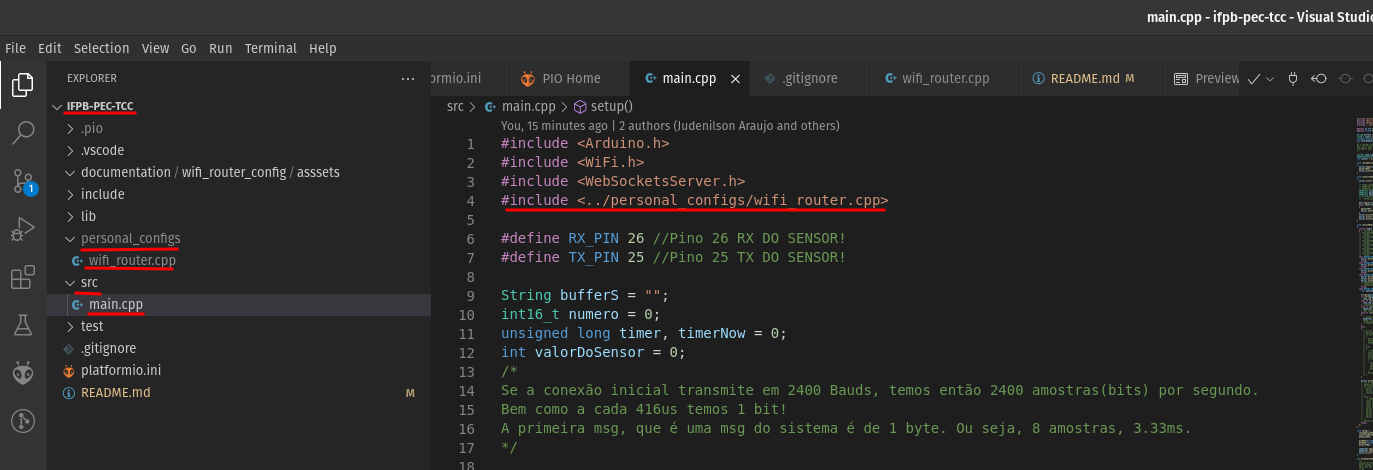 main.cpp - ifpb-pec-tcc - Visual Studio
File Edit Selection View Go Run Terminal Help
EXPLORER ...
ormio.ini PIO Home main.cpp .gitignore wifi_router.cpp README.md M Preview
IFPB-PEC-TCC
.pio
.vscode
documentation / wifi_router_config / asssets
include
lib
personal_configs
wifi_router.cpp
src
main.cpp
test
.gitignore
platformio.ini
README.md M
1
src > main.cpp > setup()
You, 15 minutes ago | 2 authors (Judenilson Araujo and others)
1 #include <Arduino.h>
2 #include <WiFi.h>
3 #include <WebSocketsServer.h>
4 #include <../personal_configs/wifi_router.cpp>
5
6 #define RX_PIN 26 //Pino 26 RX DO SENSOR!
7 #define TX_PIN 25 //Pino 25 TX DO SENSOR!
8
9 String bufferS = "";
10 int16_t numero = 0;
11 unsigned long timer, timerNow = 0;
12 int valorDoSensor = 0;
13 /*
14 Se a conexão inicial transmite em 2400 Bauds, temos então 2400 amostras(bits) por segundo.
15 Bem como a cada 416us temos 1 bit!
16 A primeira msg, que é uma msg do sistema é de 1 byte. Ou seja, 8 amostras, 3.33ms.
17 */
18